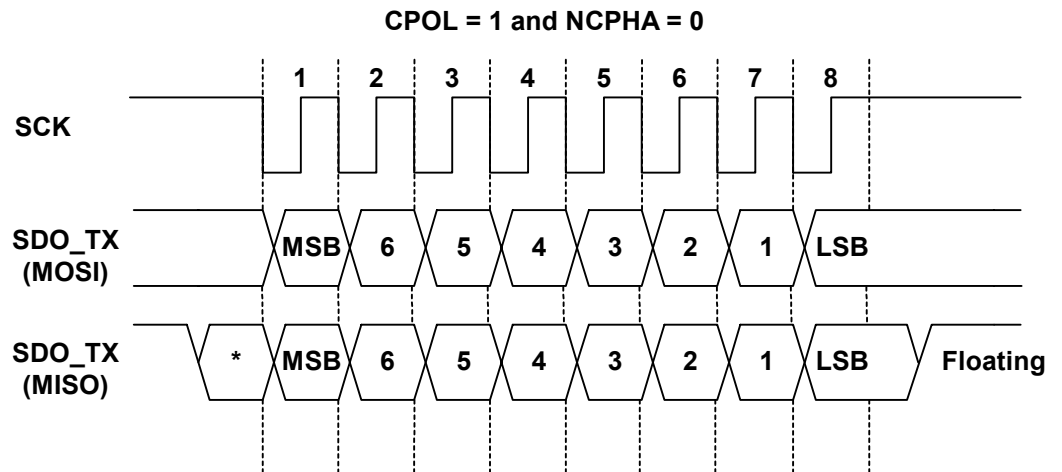 CPOL = 1 and NCPHA = 0
1 2 3 4 5 6 7 8
SCK
SDO_TX
(MOSI)
MSB 6 5 4 3 2 1 LSB
SDO_TX
(MISO)
* MSB 6 5 4 3 2 1 LSB Floating